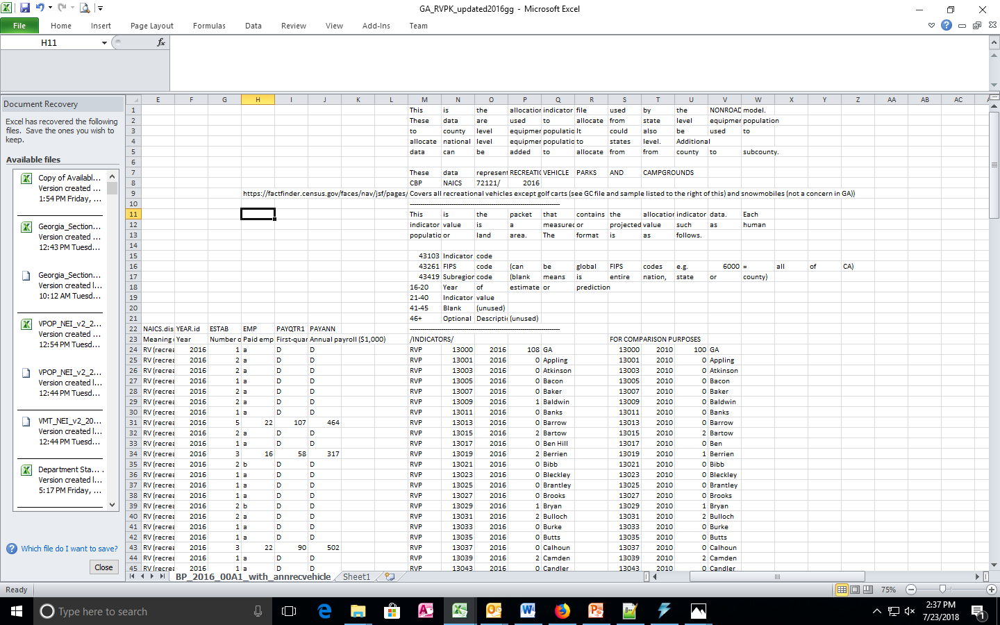 GA_RVPK_updated2016gg - Microsoft Excel
File Home Insert Page Layout Formulas Data Review View Add-Ins Team
H11 fx
Document Recovery
Excel has recovered the following
files. Save the ones you wish to
keep.
Available files
Copy of Availabl...
Version created ...
1:54 PM Friday, ...
Georgia_Section...
Version created ...
12:43 PM Tuesd...
Georgia_Section...
Version created l...
10:12 AM Tuesd...
VPOP_NEI_v2_2...
Version created l...
12:54 PM Tuesd...
VPOP_NEI_v2_2...
Version created l...
12:44 PM Tuesd...
VMT_NEI_v2_20...
Version created l...
12:44 PM Tuesd...
Department Sta... .
Version created l...
5:17 PM Friday, ...
Which file do I want to save?
Close
E F G H I J K L M N O P Q R S T U V W X Y Z AA AB AC
1 This is the allocation indicator file used by the NONROAD model.
2 These data are used to allocate from state level equipmer population
3 to county level equipmer populatio It could also be used to
4 allocate national level equipmer populatio to states level. Additional
5 data can be added to allocate from from county to subcounty.
6
7 These data represent RECREATIO VEHICLE PARKS AND CAMPGROUNDS
8 CBP NAICS 72121/ 2016
9 https://factfinder.census.gov/faces/nav/jsf/pages/ Covers all recreational vehicles except golf carts (see GC file and sample listed to the right of this) and snowmobiles (not a concern in GA))
10 ------------------------------------------------------------------------
11 This is the packet that contains the allocation indicator data. Each
12 indicator value is a measured or projected value such as human
13 populatio or land area. The format is as follows.
14
15 43103 Indicator code
16 43261 FIPS code (can be global FIPS codes e.g. 6000 = all of CA)
17 43419 Subregion code (blank means is entire nation, state or county)
18 16-20 Year of estimate or prediction
19 21-40 Indicator value
20 41-45 Blank (unused)
21 46+ Optional Descripti (unused)
22 NAICS.dis YEAR.id ESTAB EMP PAYQTR1 PAYANN ------------------------------------------------------------------------
23 Meaning o Year Number o Paid emp First-quar Annual payroll ($1,000) /INDICATORS/ FOR COMPARISON PURPOSES
24 RV (recrea 2016 1 a D D RVP 13000 2016 108 GA 13000 2010 100 GA
25 RV (recrea 2016 2 a D D RVP 13001 2016 0 Appling 13001 2010 0 Appling
26 RV (recrea 2016 2 a D D RVP 13003 2016 0 Atkinson 13003 2010 0 Atkinson
27 RV (recrea 2016 1 a D D RVP 13005 2016 0 Bacon 13005 2010 0 Bacon
28 RV (recrea 2016 2 a D D RVP 13007 2016 0 Baker 13007 2010 0 Baker
29 RV (recrea 2016 2 a D D RVP 13009 2016 1 Baldwin 13009 2010 0 Baldwin
30 RV (recrea 2016 1 a D D RVP 13011 2016 0 Banks 13011 2010 0 Banks
31 RV (recrea 2016 5 22 107 464 RVP 13013 2016 0 Barrow 13013 2010 0 Barrow
32 RV (recrea 2016 2 a D D RVP 13015 2016 2 Bartow 13015 2010 2 Bartow
33 RV (recrea 2016 1 a D D RVP 13017 2016 0 Ben Hill 13017 2010 0 Ben
34 RV (recrea 2016 3 16 58 317 RVP 13019 2016 2 Berrien 13019 2010 1 Berrien
35 RV (recrea 2016 2 b D D RVP 13021 2016 0 Bibb 13021 2010 0 Bibb
36 RV (recrea 2016 1 a D D RVP 13023 2016 0 Bleckley 13023 2010 0 Bleckley
37 RV (recrea 2016 1 a D D RVP 13025 2016 0 Brantley 13025 2010 0 Brantley
38 RV (recrea 2016 1 a D D RVP 13027 2016 0 Brooks 13027 2010 0 Brooks
39 RV (recrea 2016 2 b D D RVP 13029 2016 1 Bryan 13029 2010 1 Bryan
40 RV (recrea 2016 2 a D D RVP 13031 2016 2 Bulloch 13031 2010 2 Bulloch
41 RV (recrea 2016 1 a D D RVP 13033 2016 0 Burke 13033 2010 0 Burke
42 RV (recrea 2016 1 a D D RVP 13035 2016 0 Butts 13035 2010 0 Butts
43 RV (recrea 2016 3 22 90 502 RVP 13037 2016 0 Calhoun 13037 2010 0 Calhoun
44 RV (recrea 2016 1 a D D RVP 13039 2016 2 Camden 13039 2010 2 Camden
45 RV (recrea 2016 1 a D D RVP 13043 2016 0 Candler 13043 2010 0 Candler
BP_2016_00A1_with_annrecvehicle Sheet1
Ready 75%
Type here to search
2:37 PM
7/23/2018
1